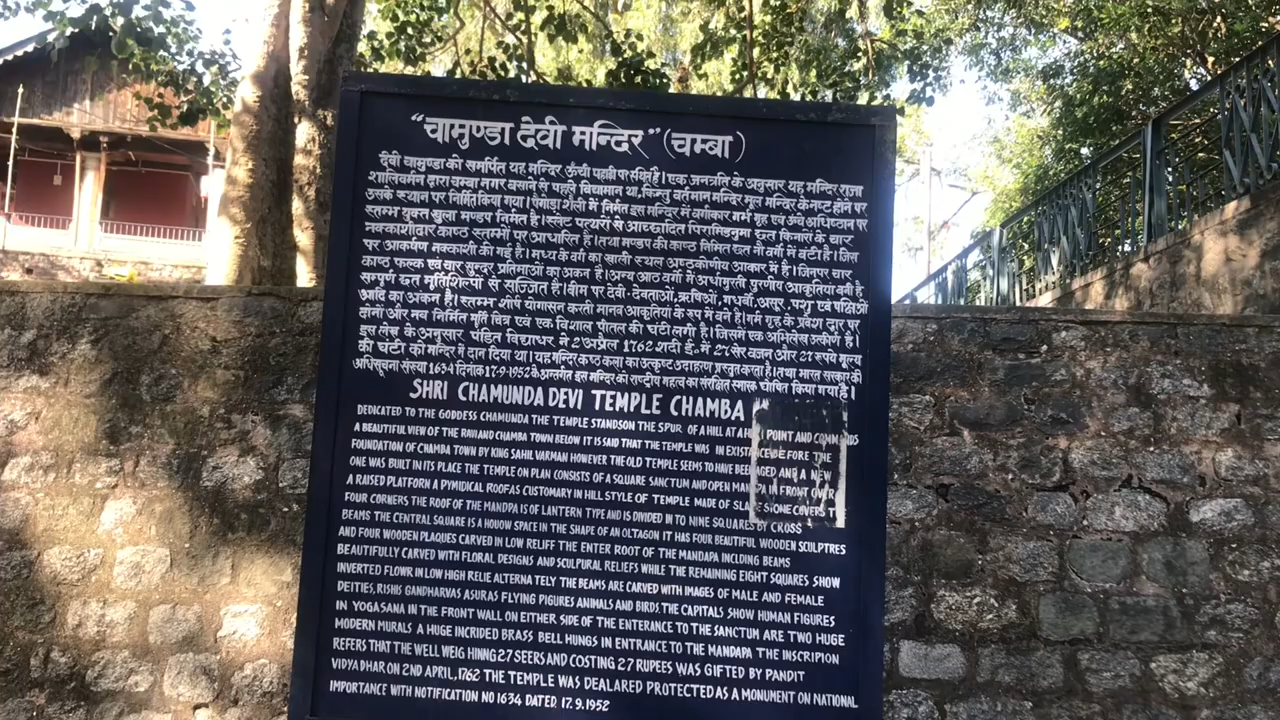 “चामुण्डा देवी मन्दिर” (चम्बा)
देवी चामुण्डा को समर्पित यह मन्दिर ऊँची पहाड़ी पर स्थित है। एक जनश्रति के अनुसार यह मन्दिर राजा
शालिवर्मन द्वारा चम्बा नगर बसाने से पहले विद्यमान था, किन्तु वर्तमान मन्दिर मूल मन्दिर के नष्ट होने पर
उसके स्थान पर निर्मित किया गया। पैगोड़ा शैली में निर्मित इस मन्दिर में वर्गाकार गर्भ गृह एवं ऊंचे अधिष्ठान पर
स्तम्भ युक्त खुला मण्डप निर्मित है। स्लेट पत्थरों से आच्छादित पिरामिडनुमा छत किनारों के चार
नक्काशीदार काष्ठ स्तम्भों पर आधारित है। तथा मण्डप की काष्ठ निमित छत नौ वर्गों में बंटी है। जिस
पर आकर्षण नक्काशी की गई है। मध्य के वर्ग का खाली स्थल अष्टकोणीय आकार में है। जिनपर चार
काष्ठ फलक एवं चार सुन्दर प्रतिमाओं का अंकन है। अन्य आठ वर्गो में अधोमुखी पुरणीय आकृतियां बनी है
सम्पूर्ण छत मूर्तिशिल्पों से सज्जित है। बीम पर देवी-देवताओं, ऋषिओं, गंधर्बो, असूर, पशु एवं पक्षिओं
आदि का अंकन है। स्तम्भ शीर्ष योगासन करती मानव आकृतियों के रुप में बने है। गर्भ गृह के प्रवेश द्वार पर
दोनों और नव निर्मित मूर्ति चित्र एवं एक विशाल पीतल की घंटी लगी है। जिसमें एक अभिलेख उत्कीर्ण है।
इस लेख के अनुसार पंडित विद्याधर ने 2 अप्रेल 1762 शदी ई॰ में 27 सेर वजन और 27 रुपये मूल्य
की घंटी को मन्दिर में दान दिया था। यह मन्दिर कष्ठ कला का उत्कृष्ट उदाहरण प्रस्तुत करता है। तथा भारत सरकार की
अधिसूचना संख्या 1634 दिनांक 17-9-1952 के अन्तर्गत इस मन्दिर को राष्ट्रीय महत्व का संरक्षित स्मारक घोषित किया गया है।
SHRI CHAMUNDA DEVI TEMPLE CHAMBA
DEDICATED TO THE GODDESS CHAMUNDA THE TEMPLE STANDSON THE SPUR OF A HILL AT A POINT AND
A BEAUTIFUL VIEW OF THE RAVI AND CHAMBA TOWN BELOW IT IS SAID THAT THE TEMPLE WAS IN EXISTENCE BEFORE THE
FOUNDATION OF CHAMBA TOWN BY KING SAHIL VARMAN HOWEVER THE OLD TEMPLE SEEMS TO HAVE BEEN AND A NEW
ONE WAS BUILT IN ITS PLACE THE TEMPLE ON PLAN CONSISTS OF A SQUARE SANCTUM AND OPEN MANDPA IN FRONT OVER
A RAISED PLATFORN A PYMIDICAL ROOFAS CUSTOMARY IN HILL STYLE OF TEMPLE MADE OF SLATE STONE COVERS
FOUR CORNERS THE ROOF OF THE MANDPA IS OF LANTERN TYPE AND IS DIVIDED IN TO NINE SQUARES BY CROSS
BEAMS THE CENTRAL SQUARE IS A HOUOW SPACE IN THE SHAPE OF AN OLTAGON IT HAS FOUR BEAUTIFUL WOODEN SCULPTRES
AND FOUR WOODEN PLAQUES CARVED IN LOW RELIFF THE ENTER ROOT OF THE MANDAPA INCLUDING BEAMS
BEAUTIFULLY CARVED WITH FLORAL DESIGNS AND SCULPURAL RELIEFS WHILE THE REMAINING EIGHT SQUARES SHOW
INVERTED FLOWR IN LOW HIGH RELIE ALTERNA TELY THE BEAMS ARE CARVED WITH IMAGES OF MALE AND FEMALE
DEITIES, RISHIS GANDHARVAS ASURAS FLYING PIGURES ANIMALS AND BIRDS. THE CAPITALS SHOW HUMAN FIGURES
IN YOGASANA IN THE FRONT WALL ON EITHER SIDE OF THE ENTERANCE TO THE SANCTUM ARE TWO HUGE
MODERN MURALS A HUGE INCRIDED BRASS BELL HUNGS IN ENTRANCE TO THE MANDAPA THE INSCRIPION
REFERS THAT THE WELL WEIG HINNG 27 SEERS AND COSTING 27 RUPEES WAS GIFTED BY PANDIT
VIDYA DHAR ON 2ND APRIL, 1762 THE TEMPLE WAS DEALARED PROTECTED AS A MONUMENT ON NATIONAL
IMPORTANCE WITH NOTIFICATION NO 1634 DATED. 17.9.1952